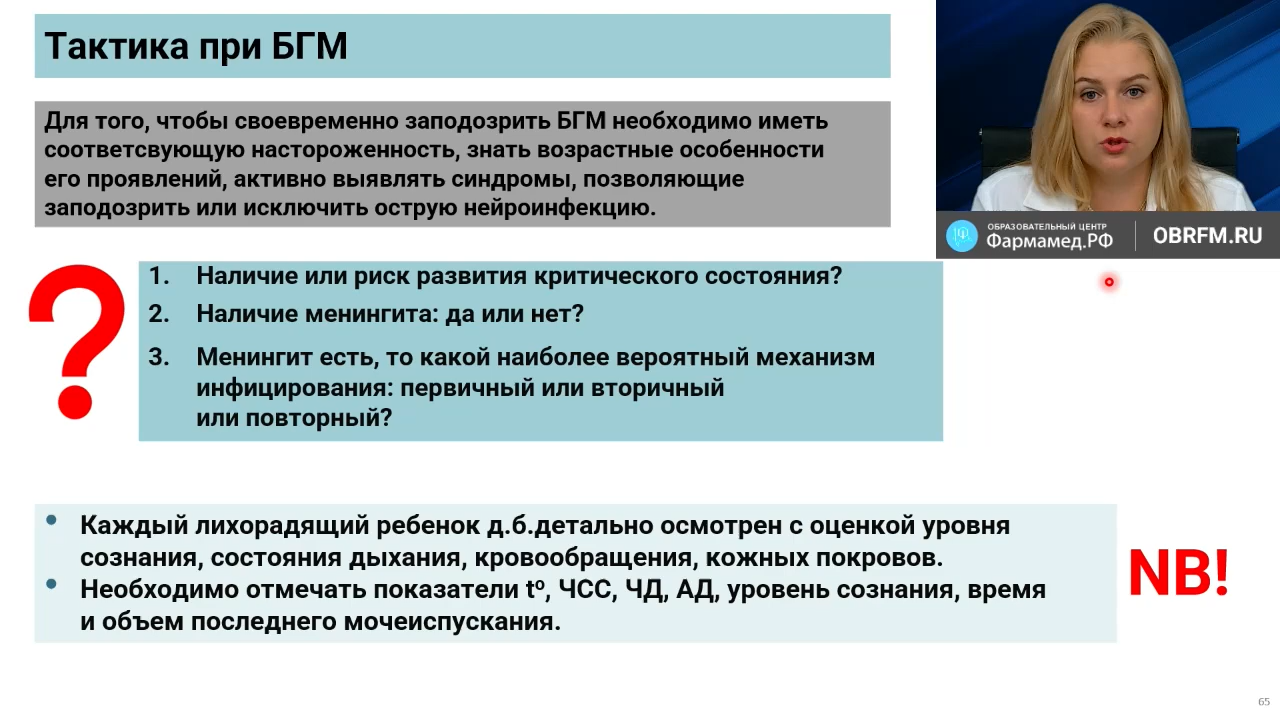 Тактика при БГМ
Для того, чтобы своевременно заподозрить БГМ необходимо иметь
соответсвующую настороженность, знать возрастные особенности
его проявлений, активно выявлять синдромы, позволяющие
заподозрить или исключить острую нейроинфекцию.
ОБРАЗОВАТЕЛЬНЫЙ ЦЕНТР
Фармамед.РФ
OBRFM.RU
?
1. Наличие или риск развития критического состояния?
2. Наличие менингита: да или нет?
3. Менингит есть, то какой наиболее вероятный механизм
инфицирования: первичный или вторичный
или повторный?
• Каждый лихорадящий ребенок д.б.детально осмотрен с оценкой уровня
сознания, состояния дыхания, кровообращения, кожных покровов.
• Необходимо отмечать показатели tº, ЧСС, ЧД, АД, уровень сознания, время
и объем последнего мочеиспускания.
NB!
65